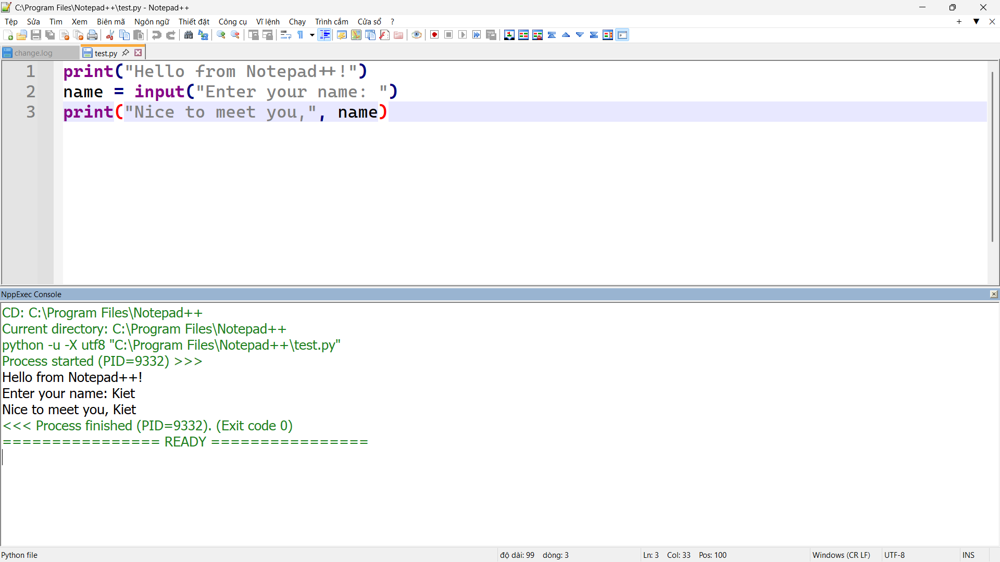 C:\Program Files\Notepad++\test.py - Notepad++
Tệp Sửa Tìm Xem Biên mã Ngôn ngữ Thiết đặt Công cụ Vĩ lệnh Chạy Trình cắm Cửa sổ ?
change.log test.py
1 print("Hello from Notepad++!")
2 name = input("Enter your name: ")
3 print("Nice to meet you,", name)
NppExec Console
CD: C:\Program Files\Notepad++
Current directory: C:\Program Files\Notepad++
python -u -X utf8 "C:\Program Files\Notepad++\test.py"
Process started (PID=9332) >>>
Hello from Notepad++!
Enter your name: Kiet
Nice to meet you, Kiet
<<< Process finished (PID=9332). (Exit code 0)
================ READY ================
Python file độ dài: 99 dòng: 3 Ln: 3 Col: 33 Pos: 100 Windows (CR LF) UTF-8 INS